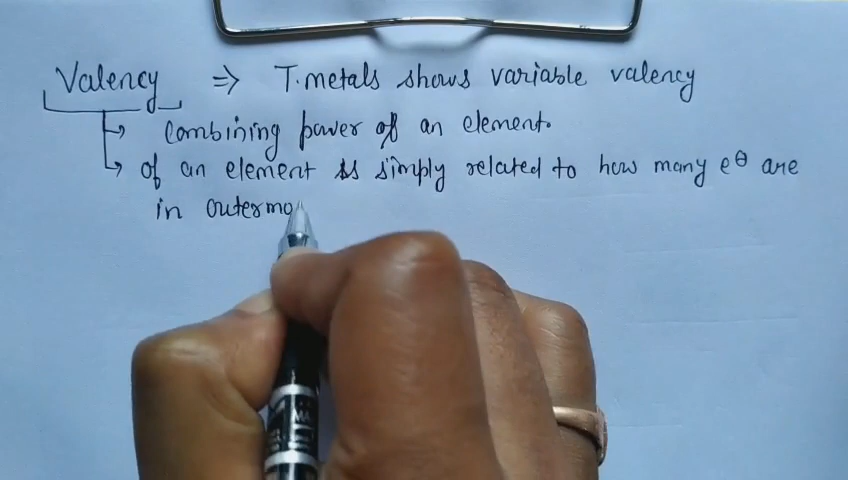 Valency ⇒ T.metals shows variable valency
↳ Combining power of an element.
↳ of an element is simply related to how many e⊖ are
in outermo